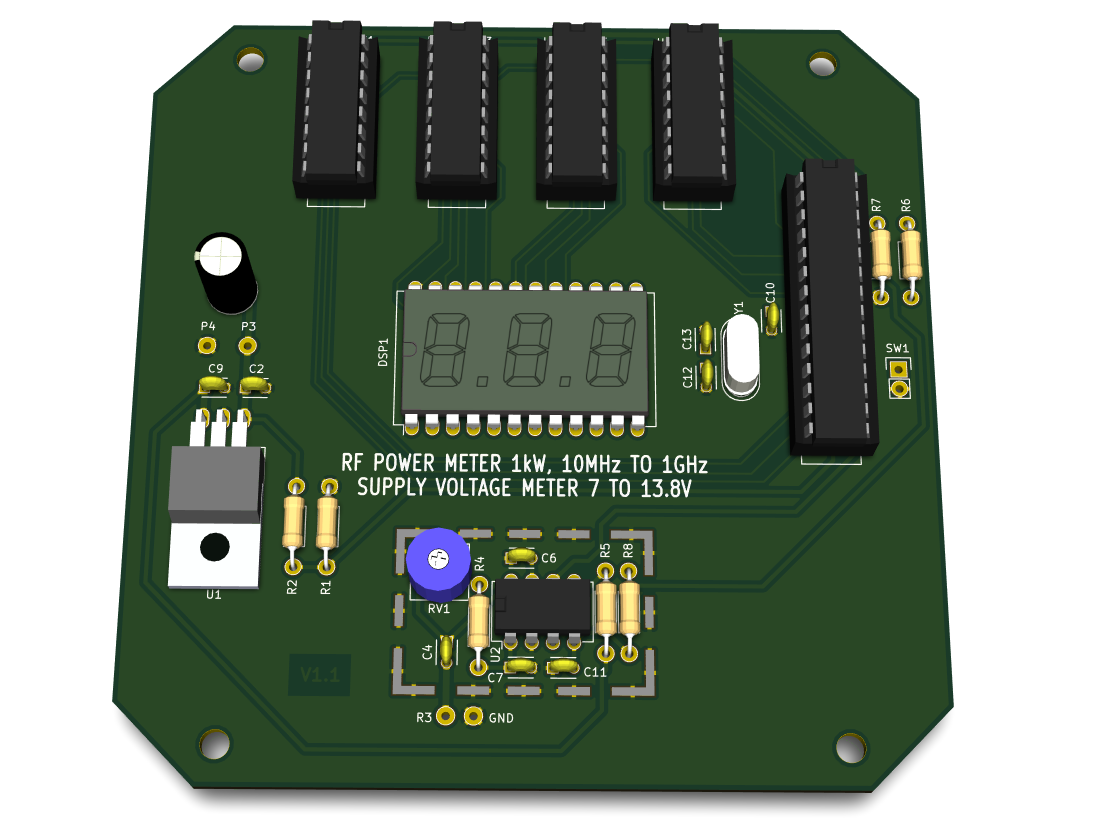 R7
R6
C10
Y1
P4
P3
DSP1
C13
SW1
C9
C2
C12
RF POWER METER 1kW, 10MHz TO 1GHz
SUPPLY VOLTAGE METER 7 TO 13.8V
R4
C6
R5
R8
R2
R1
U1
RV1
C4
U2
C7
C11
V1.1
R3
GND